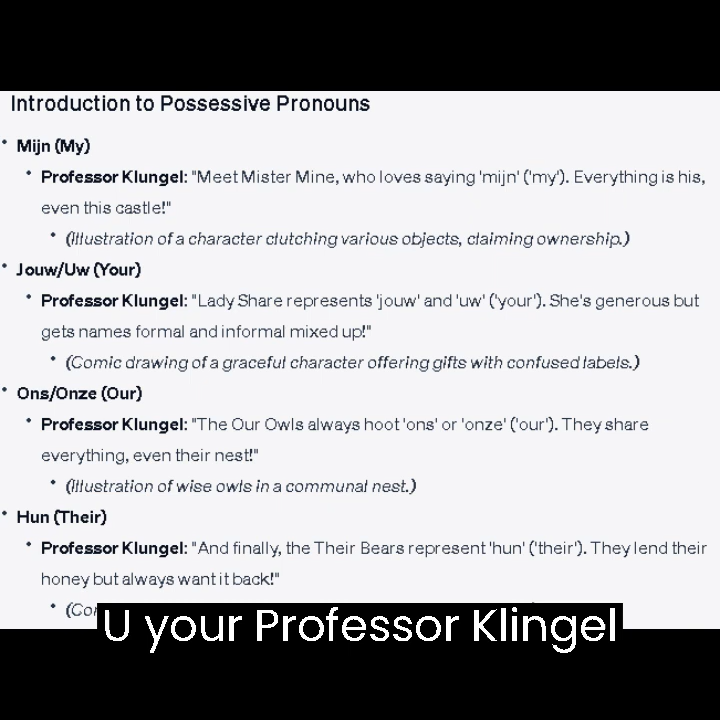 Introduction to Possessive Pronouns
• Mijn (My)
• Professor Klungel: "Meet Mister Mine, who loves saying 'mijn' ('my'). Everything is his,
even this castle!"
• (Illustration of a character clutching various objects, claiming ownership.)
• Jouw/Uw (Your)
• Professor Klungel: "Lady Share represents 'jouw' and 'uw' ('your'). She's generous but
gets names formal and informal mixed up!"
• (Comic drawing of a graceful character offering gifts with confused labels.)
• Ons/Onze (Our)
• Professor Klungel: "The Our Owls always hoot 'ons' or 'onze' ('our'). They share
everything, even their nest!"
• (Illustration of wise owls in a communal nest.)
• Hun (Their)
• Professor Klungel: "And finally, the Their Bears represent 'hun' ('their'). They lend their
honey but always want it back!"
U your Professor Klingel